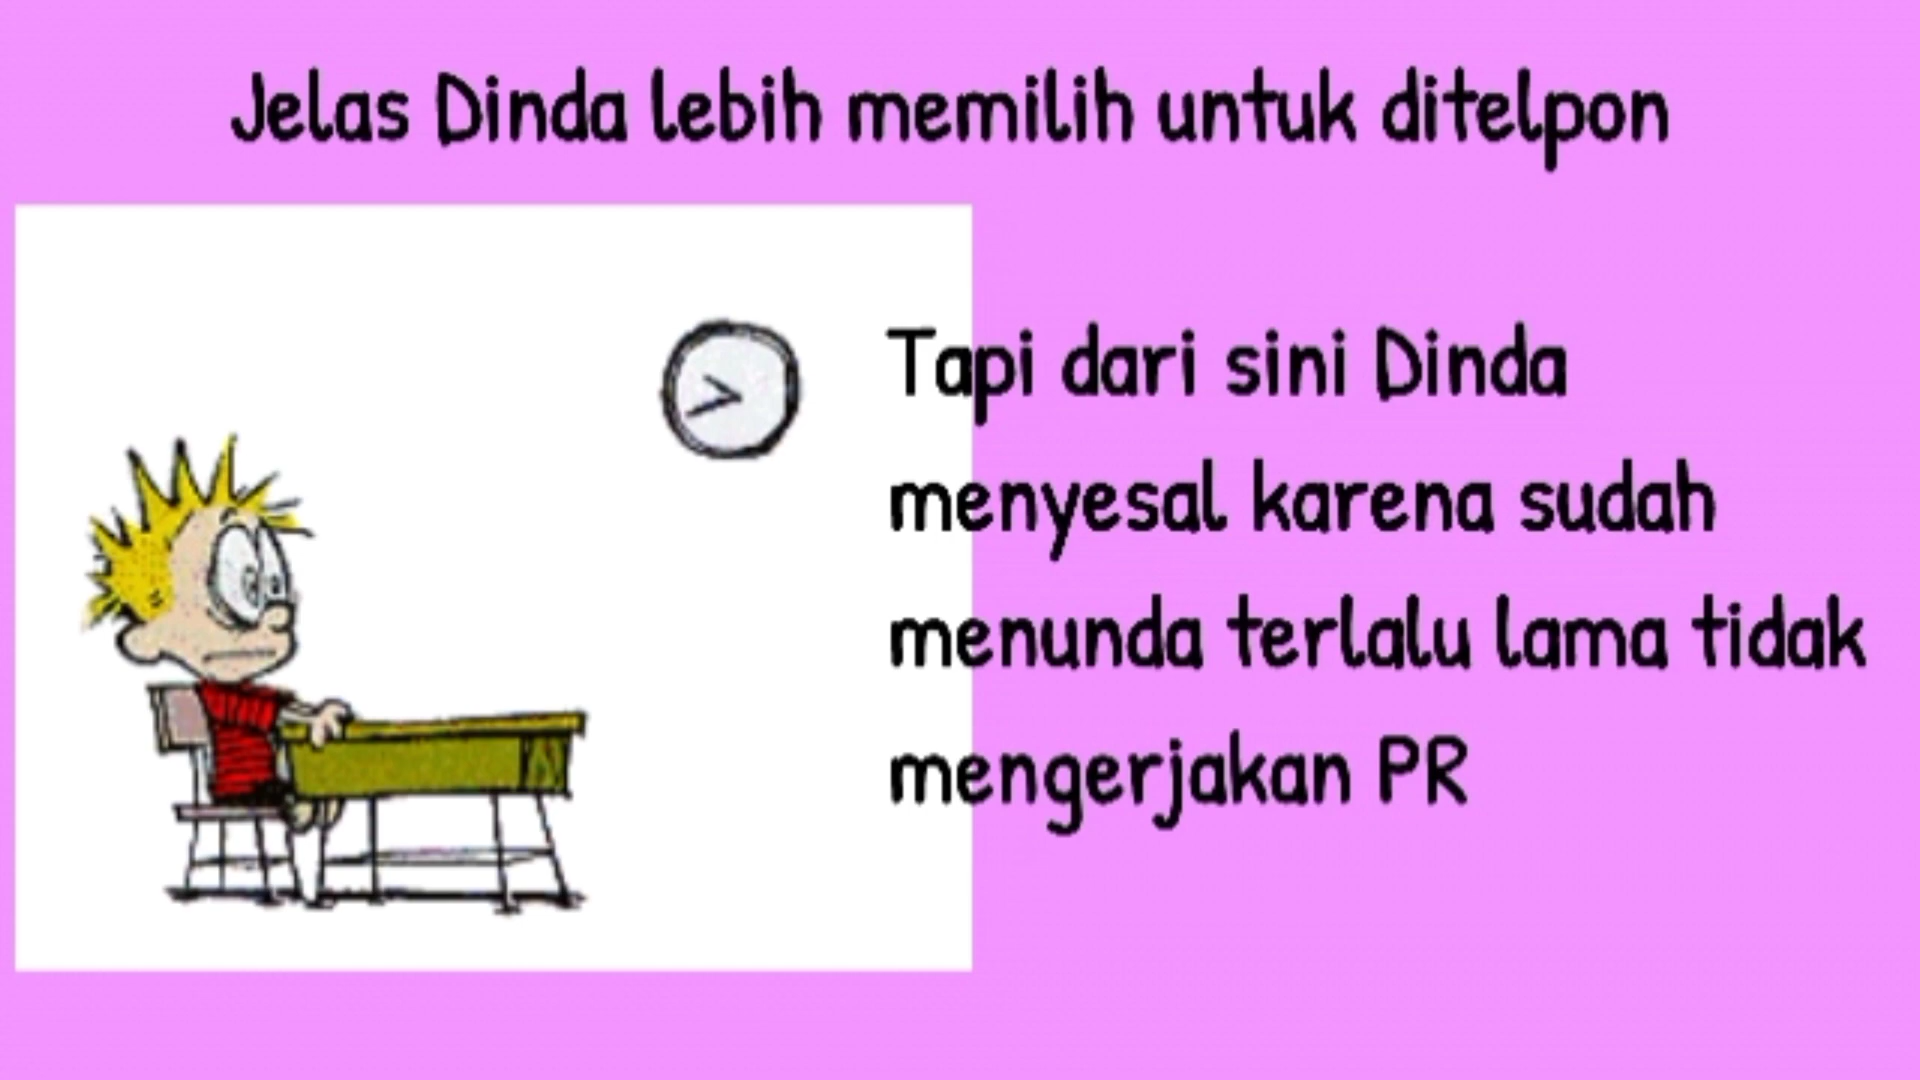 Jelas Dinda lebih memilih untuk ditelpon
Tapi dari sini Dinda
menyesal karena sudah
menunda terlalu lama tidak
mengerjakan PR